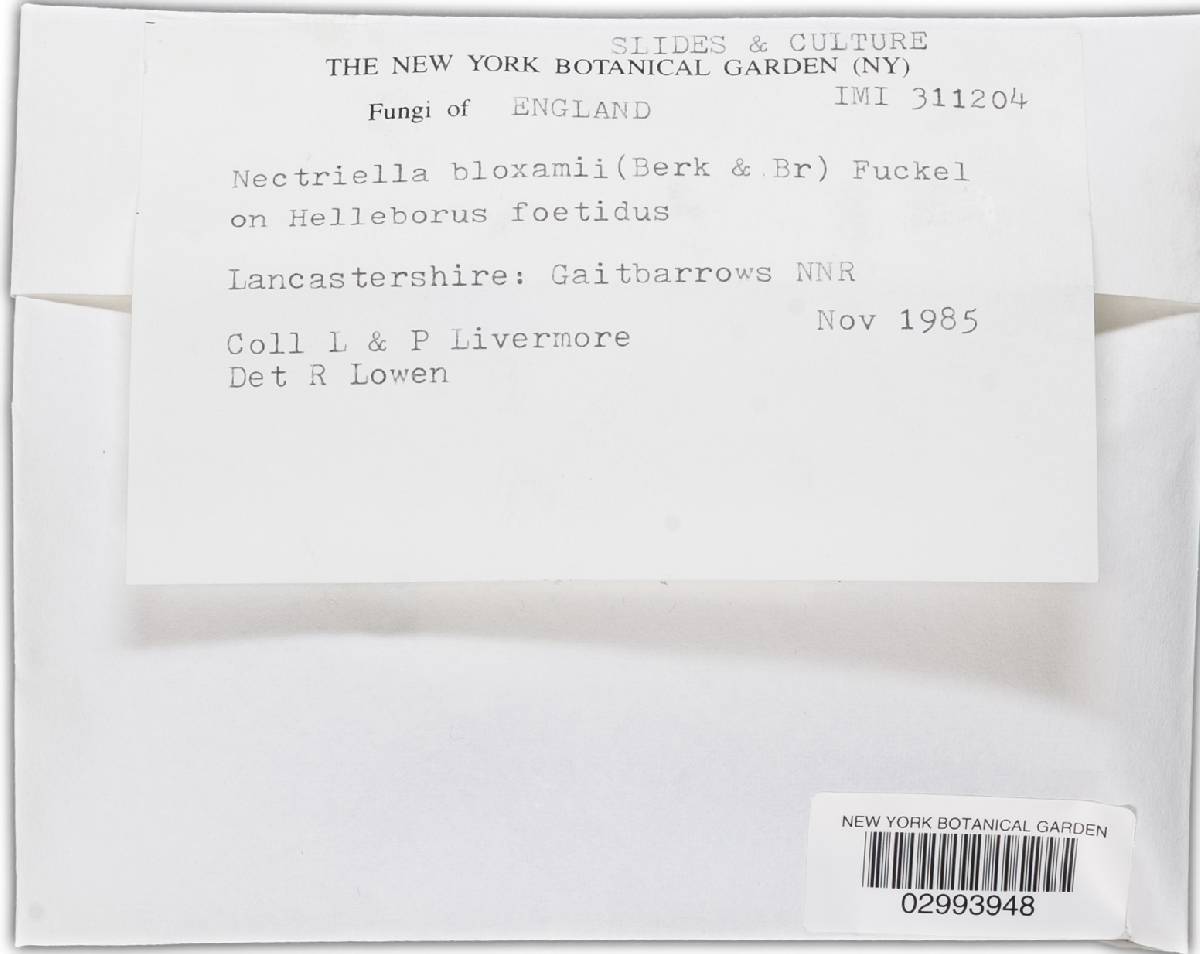 SLIDES & CULTURE
THE NEW YORK BOTANICAL GARDEN (NY)
Fungi of ENGLAND IMI 311204
Nectriella bloxamii(Berk & Br) Fuckel
on Helleborus foetidus
Lancastershire: Gaitbarrows NNR
Nov 1985
Coll L & P Livermore
Det R Lowen
NEW YORK BOTANICAL GARDEN
02993948